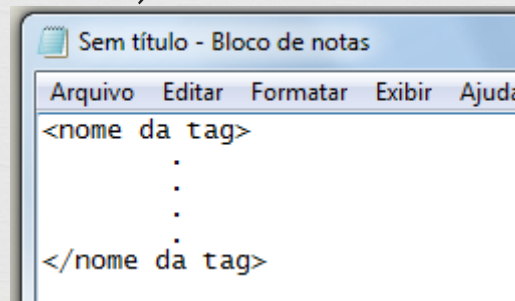 Sem título - Bloco de notas
Arquivo Editar Formatar Exibir Ajuda
<nome da tag>
.
.
.
.
</nome da tag>